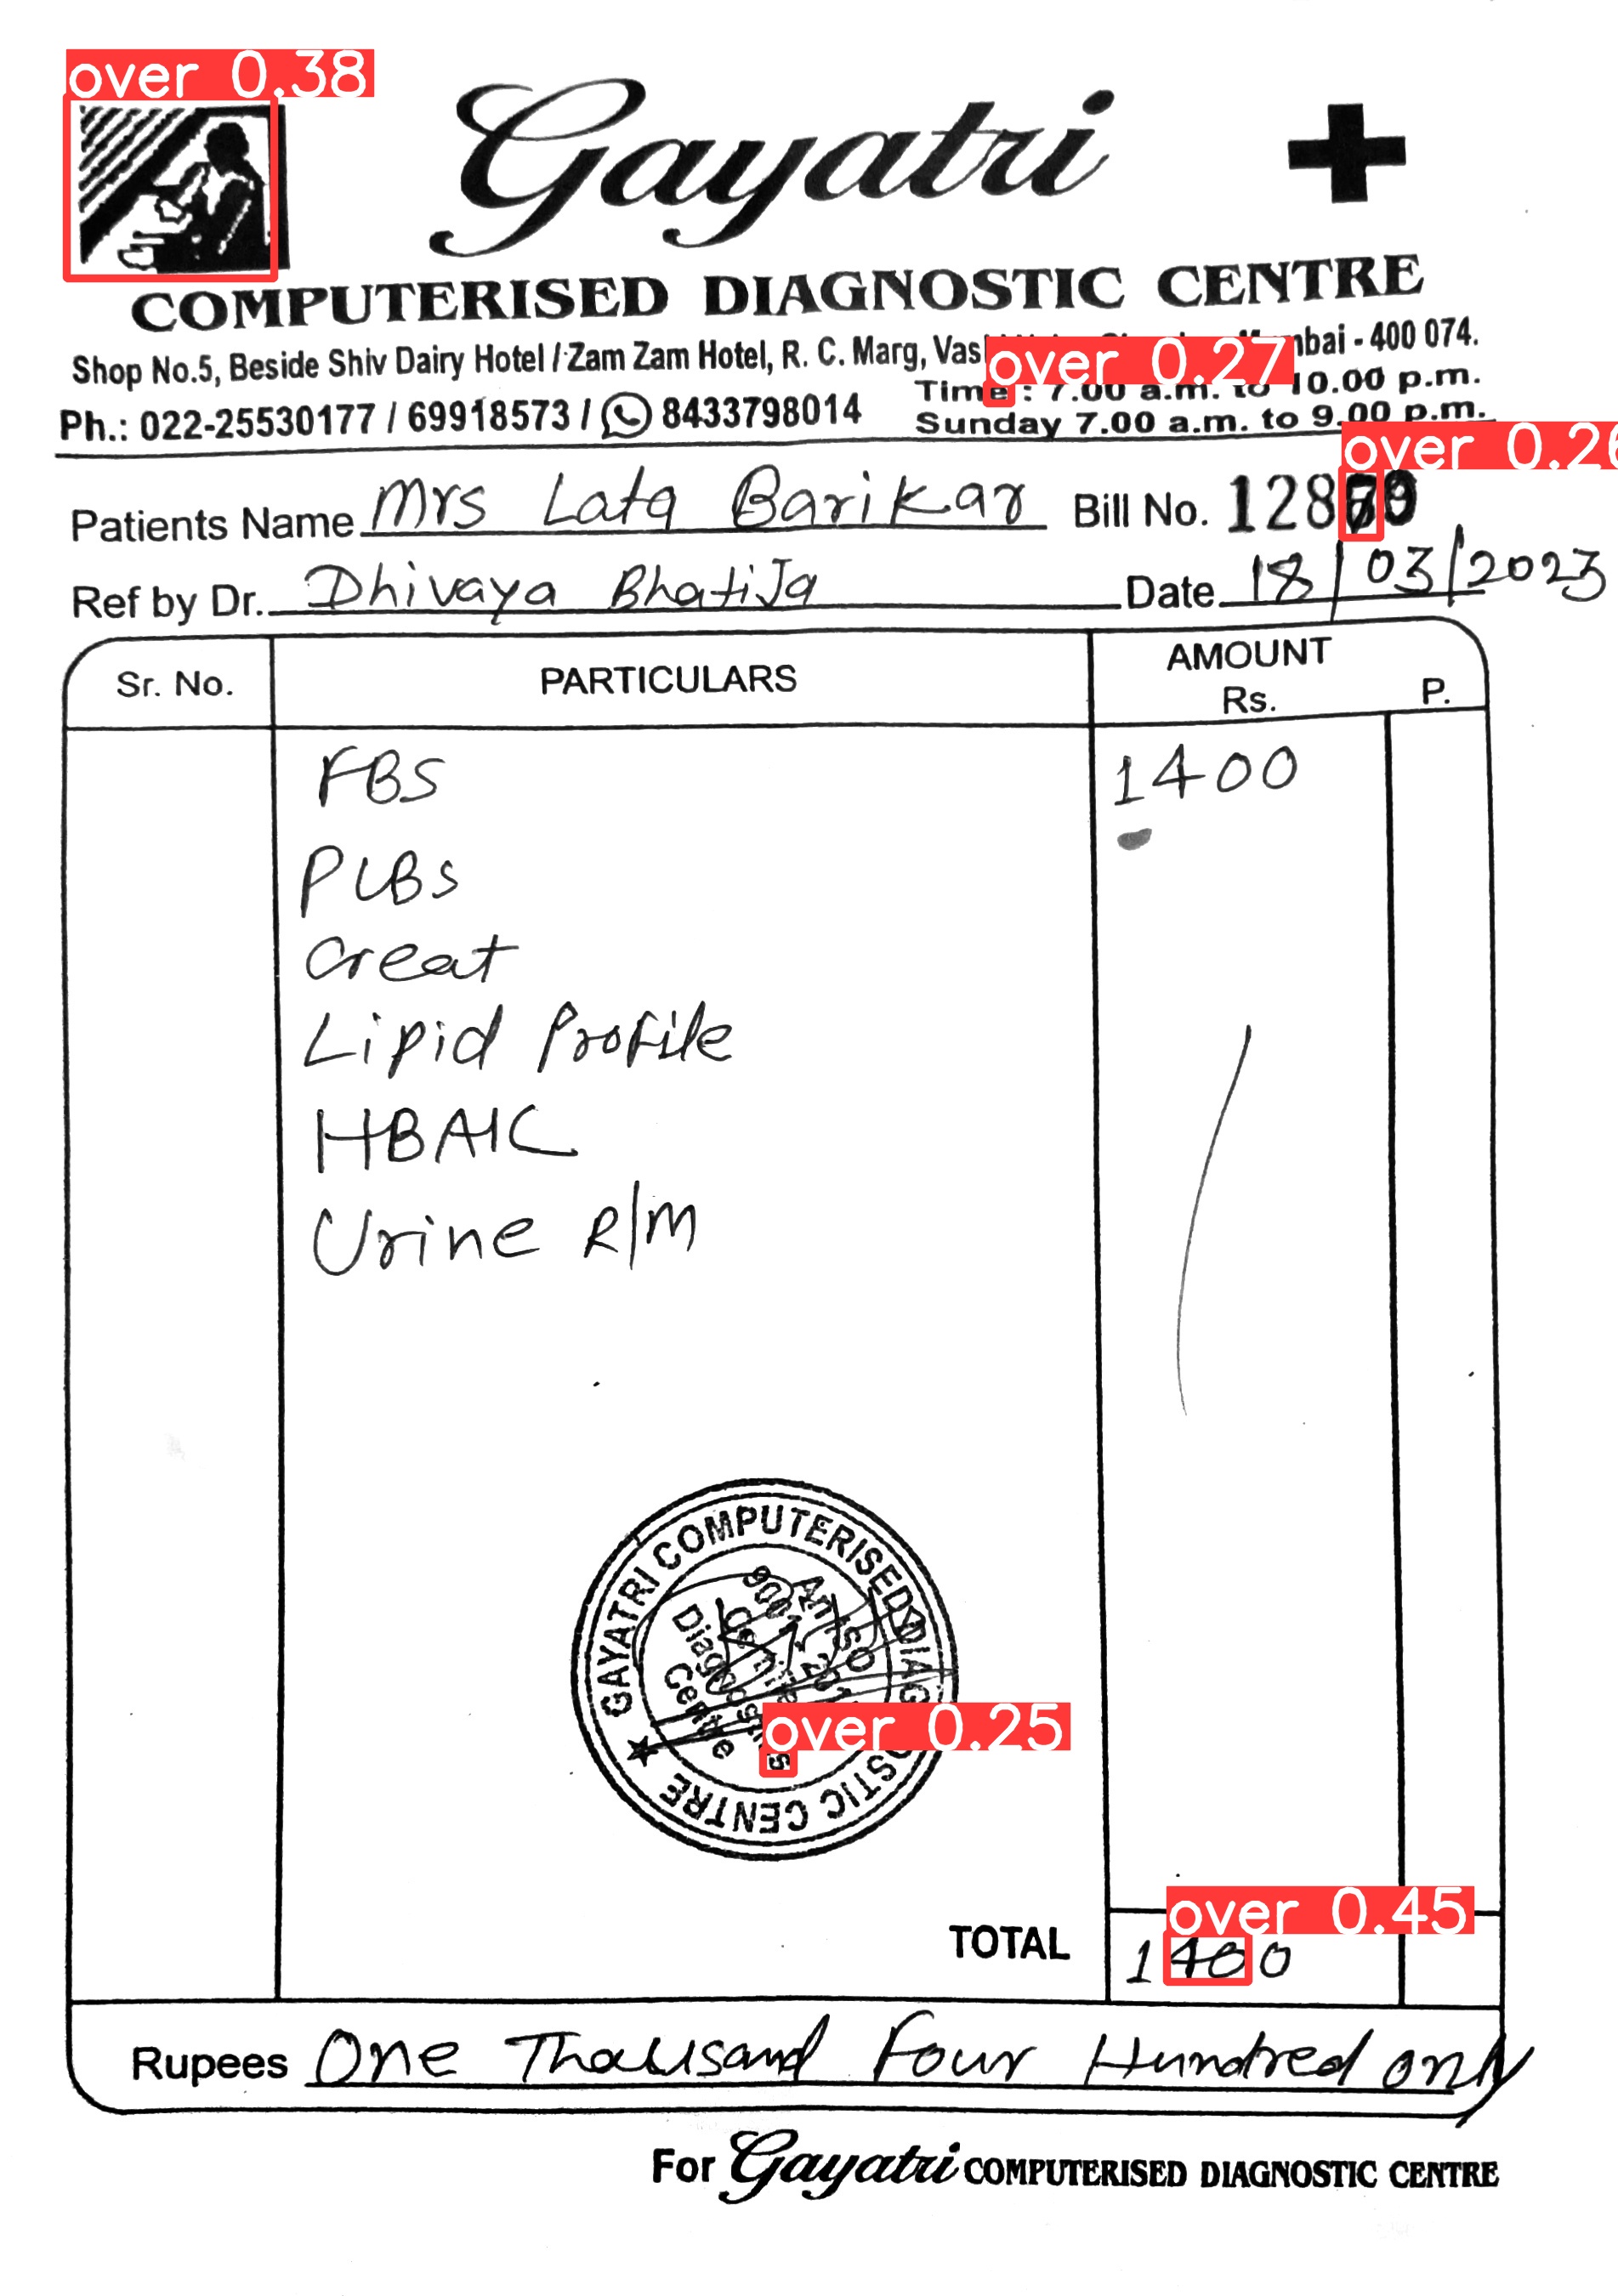 over 0.38
Gayatri
COMPUTERISED DIAGNOSTIC CENTRE
Shop No.5, Beside Shiv Dairy Hotel / Zam Zam Hotel, R. C. Marg, - 400 074.
over 0.27
Time : 7.00 a.m. to 10.00 p.m.
Ph.: 022-25530177 / 69918573 / 8433798014
Sunday 7.00 a.m. to 9.00 p.m.
over 0.26
Patients Name Mrs Lata Barikar Bill No.
Ref by Dr. Dhivaya Bhatija Date 18/03/2023
Sr. No. PARTICULARS AMOUNT Rs. P.
FBS 1400
PLBS
Creat
Lipid Profile
HBA1C
Urine R/M
GAYATRI COMPUTERISED DIAGNOSTIC CENTRE
over 0.25
over 0.45
TOTAL 1400
Rupees One Thousand Four Hundred only
For Gayatri COMPUTERISED DIAGNOSTIC CENTRE